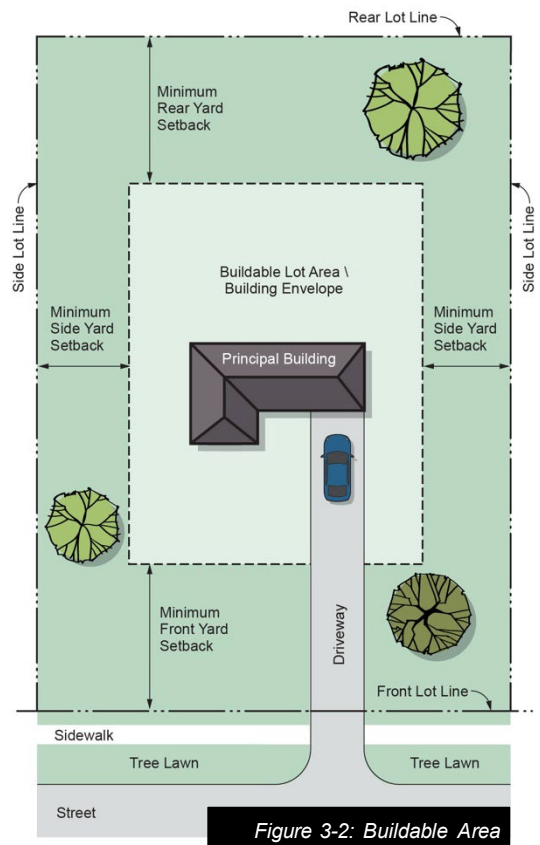 Rear Lot Line
Minimum
Rear Yard
Setback
Side Lot Line
Side Lot Line
Buildable Lot Area \
Building Envelope
Minimum
Side Yard
Setback
Minimum
Side Yard
Setback
Principal Building
Minimum
Front Yard
Setback
Driveway
Front Lot Line
Sidewalk
Tree Lawn
Tree Lawn
Street
Figure 3-2: Buildable Area